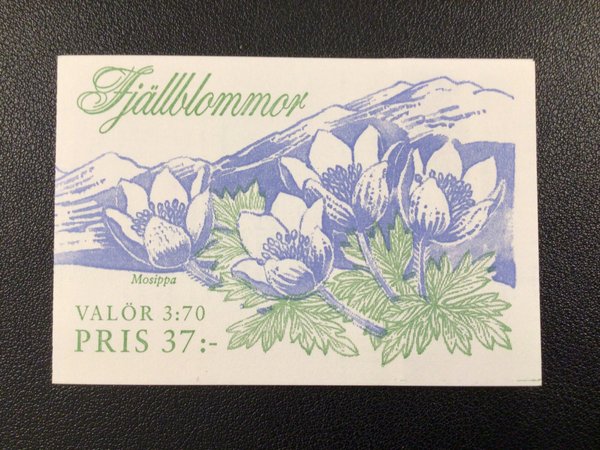 Fjällblommor
Mosippa
VALÖR 3:70
PRIS 37:-